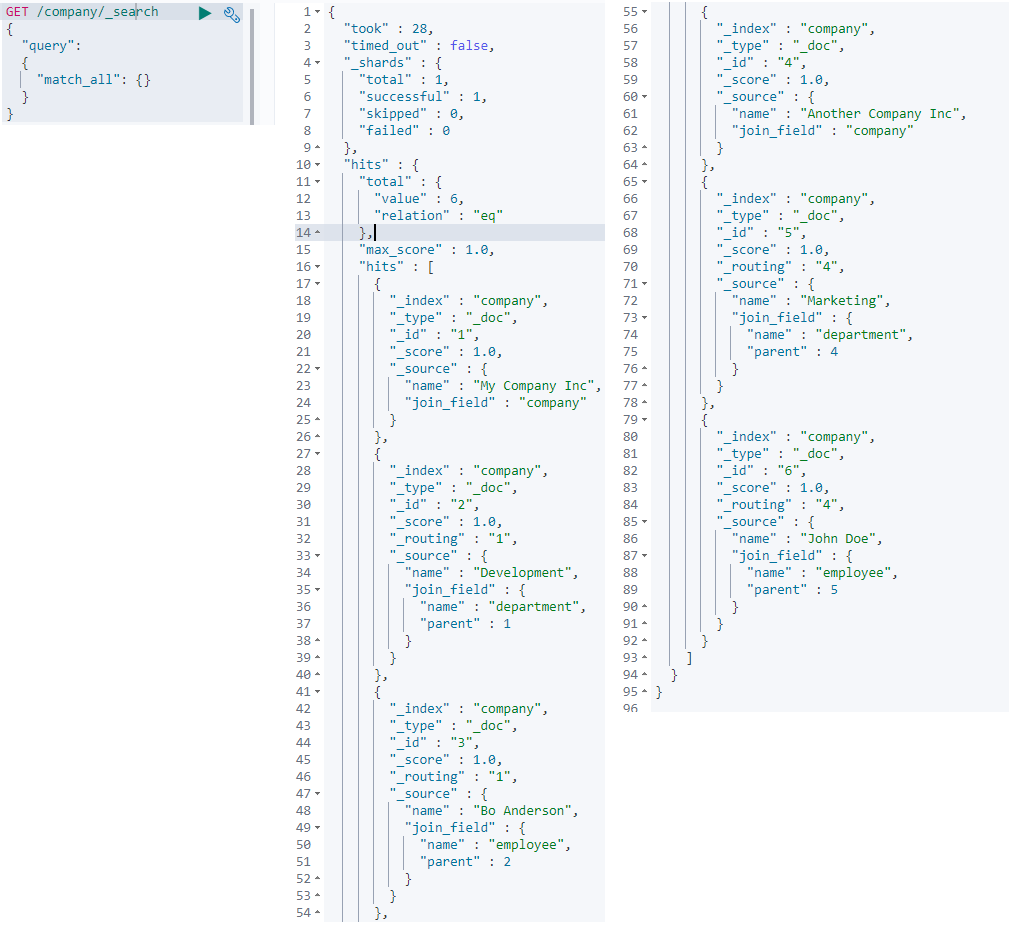 GET /company/_search
{
  "query":
  {
    "match_all": {}
  }
}
1 {
2   "took" : 28,
3   "timed_out" : false,
4   "_shards" : {
5     "total" : 1,
6     "successful" : 1,
7     "skipped" : 0,
8     "failed" : 0
9   },
10   "hits" : {
11     "total" : {
12       "value" : 6,
13       "relation" : "eq"
14     },
15     "max_score" : 1.0,
16     "hits" : [
17       {
18         "_index" : "company",
19         "_type" : "_doc",
20         "_id" : "1",
21         "_score" : 1.0,
22         "_source" : {
23           "name" : "My Company Inc",
24           "join_field" : "company"
25         }
26       },
27       {
28         "_index" : "company",
29         "_type" : "_doc",
30         "_id" : "2",
31         "_score" : 1.0,
32         "_routing" : "1",
33         "_source" : {
34           "name" : "Development",
35           "join_field" : {
36             "name" : "department",
37             "parent" : 1
38           }
39         }
40       },
41       {
42         "_index" : "company",
43         "_type" : "_doc",
44         "_id" : "3",
45         "_score" : 1.0,
46         "_routing" : "1",
47         "_source" : {
48           "name" : "Bo Anderson",
49           "join_field" : {
50             "name" : "employee",
51             "parent" : 2
52           }
53         }
54       },
55       {
56         "_index" : "company",
57         "_type" : "_doc",
58         "_id" : "4",
59         "_score" : 1.0,
60         "_source" : {
61           "name" : "Another Company Inc",
62           "join_field" : "company"
63         }
64       },
65       {
66         "_index" : "company",
67         "_type" : "_doc",
68         "_id" : "5",
69         "_score" : 1.0,
70         "_routing" : "4",
71         "_source" : {
72           "name" : "Marketing",
73           "join_field" : {
74             "name" : "department",
75             "parent" : 4
76           }
77         }
78       },
79       {
80         "_index" : "company",
81         "_type" : "_doc",
82         "_id" : "6",
83         "_score" : 1.0,
84         "_routing" : "4",
85         "_source" : {
86           "name" : "John Doe",
87           "join_field" : {
88             "name" : "employee",
89             "parent" : 5
90           }
91         }
92       }
93     ]
94   }
95 }
96